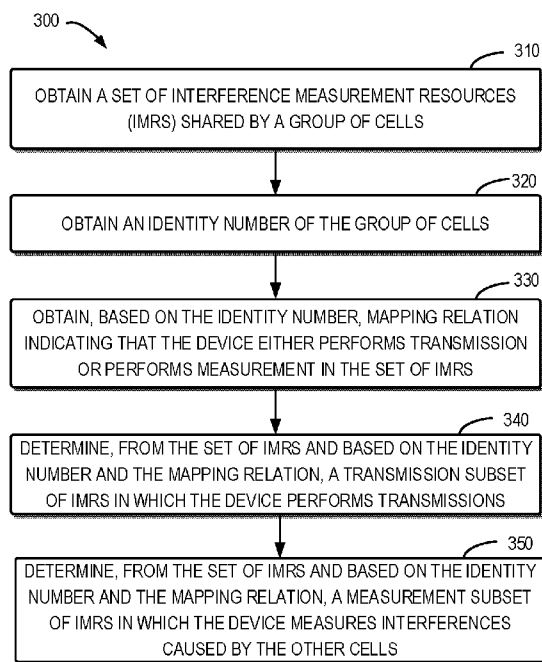 300
310
OBTAIN A SET OF INTERFERENCE MEASUREMENT RESOURCES
(IMRS) SHARED BY A GROUP OF CELLS
320
OBTAIN AN IDENTITY NUMBER OF THE GROUP OF CELLS
330
OBTAIN, BASED ON THE IDENTITY NUMBER, MAPPING RELATION
INDICATING THAT THE DEVICE EITHER PERFORMS TRANSMISSION
OR PERFORMS MEASUREMENT IN THE SET OF IMRS
340
DETERMINE, FROM THE SET OF IMRS AND BASED ON THE IDENTITY
NUMBER AND THE MAPPING RELATION, A TRANSMISSION SUBSET
OF IMRS IN WHICH THE DEVICE PERFORMS TRANSMISSIONS
350
DETERMINE, FROM THE SET OF IMRS AND BASED ON THE IDENTITY
NUMBER AND THE MAPPING RELATION, A MEASUREMENT SUBSET
OF IMRS IN WHICH THE DEVICE MEASURES INTERFERENCES
CAUSED BY THE OTHER CELLS